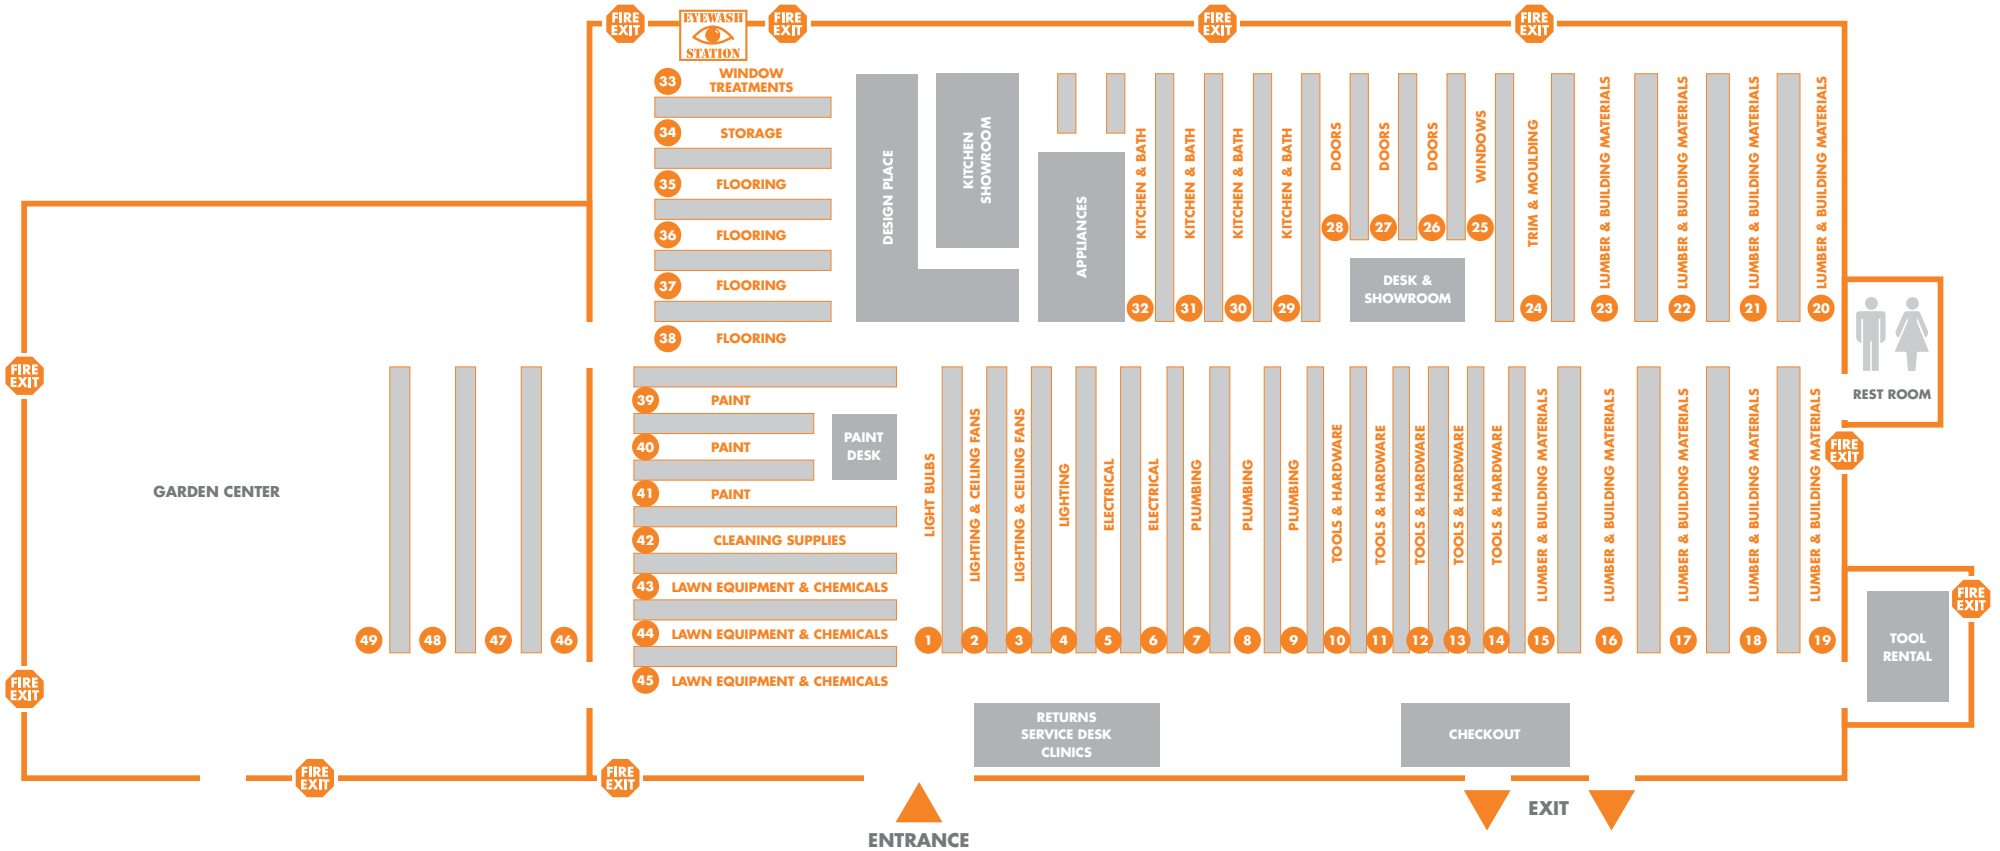 FIRE
EXIT
EYEWASH
STATION
FIRE
EXIT
FIRE
EXIT
FIRE
EXIT
33 WINDOW
TREATMENTS
34 STORAGE
35 FLOORING
36 FLOORING
37 FLOORING
38 FLOORING
DESIGN PLACE
KITCHEN
SHOWROOM
APPLIANCES
KITCHEN & BATH 32
KITCHEN & BATH 31
KITCHEN & BATH 30
KITCHEN & BATH 29
DOORS 28
DOORS 27
DOORS 26
WINDOWS 25
DESK &
SHOWROOM
TRIM & MOULDING 24
LUMBER & BUILDING MATERIALS 23
LUMBER & BUILDING MATERIALS 22
LUMBER & BUILDING MATERIALS 21
LUMBER & BUILDING MATERIALS 20
REST ROOM
FIRE
EXIT
FIRE
EXIT
GARDEN CENTER
49
48
47
46
39 PAINT
40 PAINT
41 PAINT
PAINT
DESK
42 CLEANING SUPPLIES
43 LAWN EQUIPMENT & CHEMICALS
44 LAWN EQUIPMENT & CHEMICALS
45 LAWN EQUIPMENT & CHEMICALS
LIGHT BULBS 1
LIGHTING & CEILING FANS 2
LIGHTING & CEILING FANS 3
LIGHTING 4
ELECTRICAL 5
ELECTRICAL 6
PLUMBING 7
PLUMBING 8
PLUMBING 9
TOOLS & HARDWARE 10
TOOLS & HARDWARE 11
TOOLS & HARDWARE 12
TOOLS & HARDWARE 13
TOOLS & HARDWARE 14
LUMBER & BUILDING MATERIALS 15
LUMBER & BUILDING MATERIALS 16
LUMBER & BUILDING MATERIALS 17
LUMBER & BUILDING MATERIALS 18
LUMBER & BUILDING MATERIALS 19
FIRE
EXIT
TOOL
RENTAL
FIRE
EXIT
RETURNS
SERVICE DESK
CLINICS
CHECKOUT
FIRE
EXIT
FIRE
EXIT
ENTRANCE
EXIT